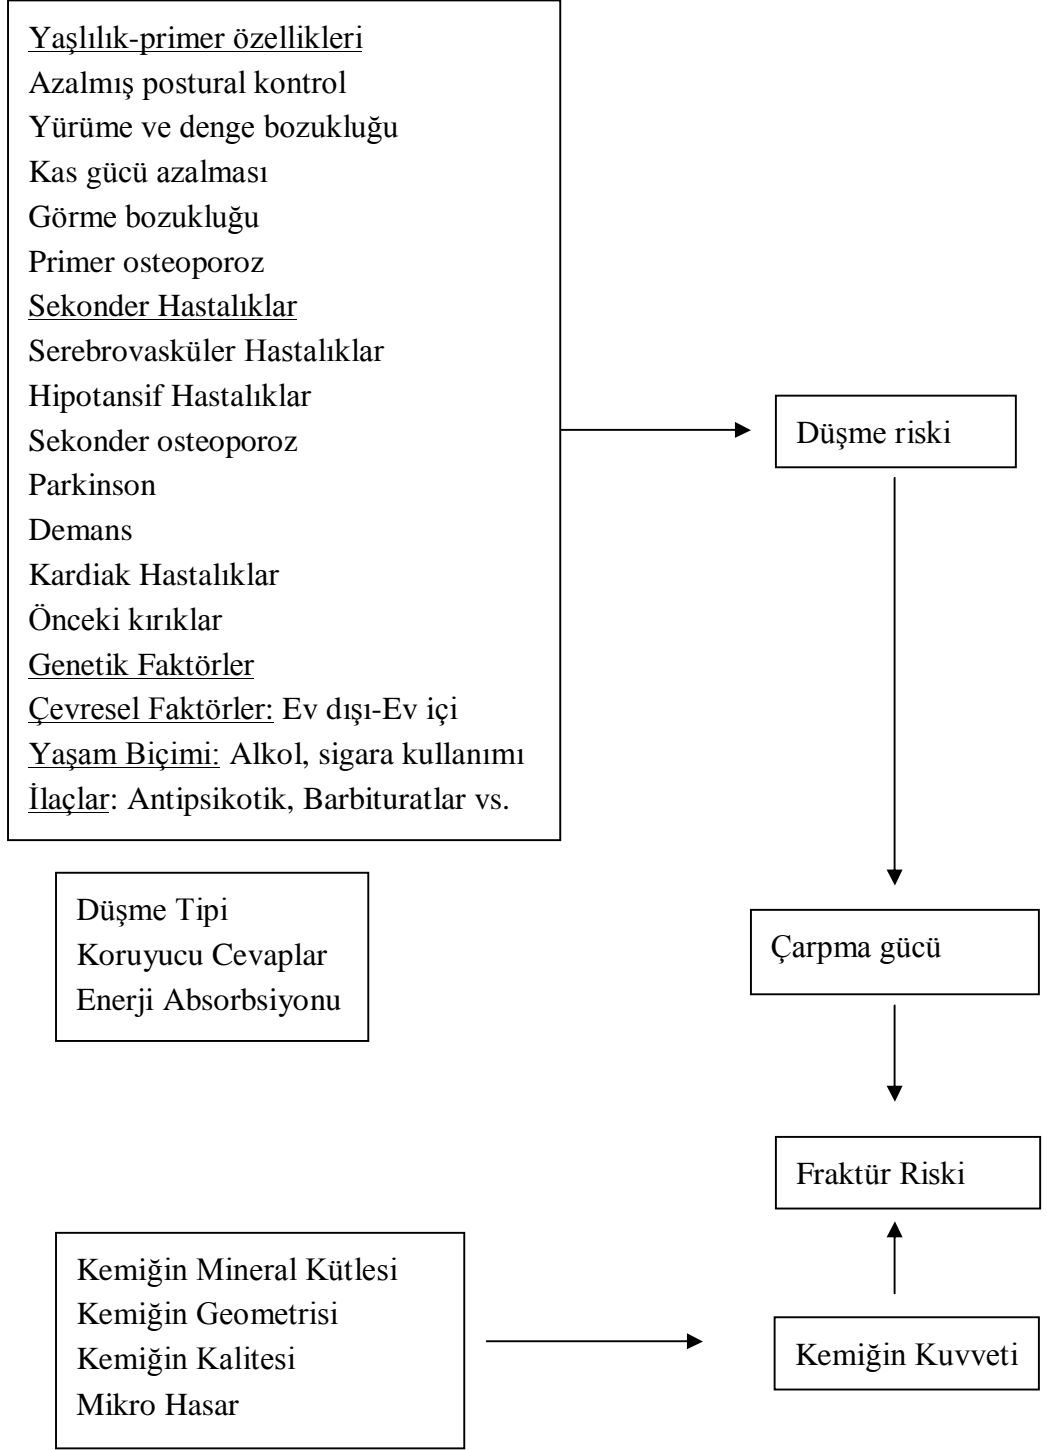 Yaşlılık-primer özellikleri
Azalmış postural kontrol
Yürüme ve denge bozukluğu
Kas gücü azalması
Görme bozukluğu
Primer osteoporoz
Sekonder Hastalıklar
Serebrovasküler Hastalıklar
Hipotansif Hastalıklar
Sekonder osteoporoz
Parkinson
Demans
Kardiak Hastalıklar
Önceki kırıklar
Genetik Faktörler
Çevresel Faktörler: Ev dışı-Ev içi
Yaşam Biçimi: Alkol, sigara kullanımı
İlaçlar: Antipsikotik, Barbituratlar vs.
Düşme riski
Düşme Tipi
Koruyucu Cevaplar
Enerji Absorbsiyonu
Çarpma gücü
Fraktür Riski
Kemiğin Mineral Kütlesi
Kemiğin Geometrisi
Kemiğin Kalitesi
Mikro Hasar
Kemiğin Kuvveti